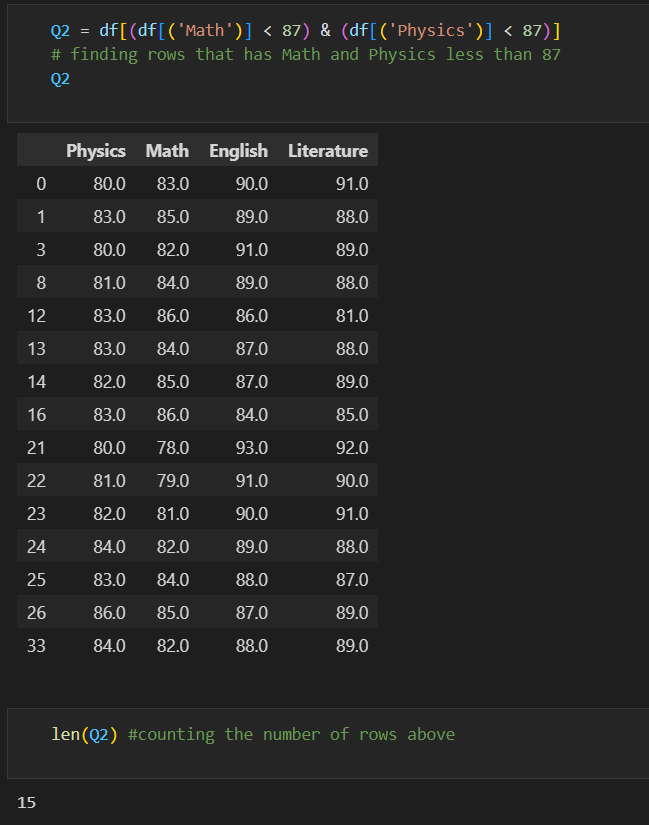 Q2 = df[(df[('Math')] < 87) & (df[('Physics')] < 87)]
# finding rows that has Math and Physics less than 87
Q2
Physics Math English Literature
0 80.0 83.0 90.0 91.0
1 83.0 85.0 89.0 88.0
3 80.0 82.0 91.0 89.0
8 81.0 84.0 89.0 88.0
12 83.0 86.0 86.0 81.0
13 83.0 84.0 87.0 88.0
14 82.0 85.0 87.0 89.0
16 83.0 86.0 84.0 85.0
21 80.0 78.0 93.0 92.0
22 81.0 79.0 91.0 90.0
23 82.0 81.0 90.0 91.0
24 84.0 82.0 89.0 88.0
25 83.0 84.0 88.0 87.0
26 86.0 85.0 87.0 89.0
33 84.0 82.0 88.0 89.0
len(Q2) #counting the number of rows above
15